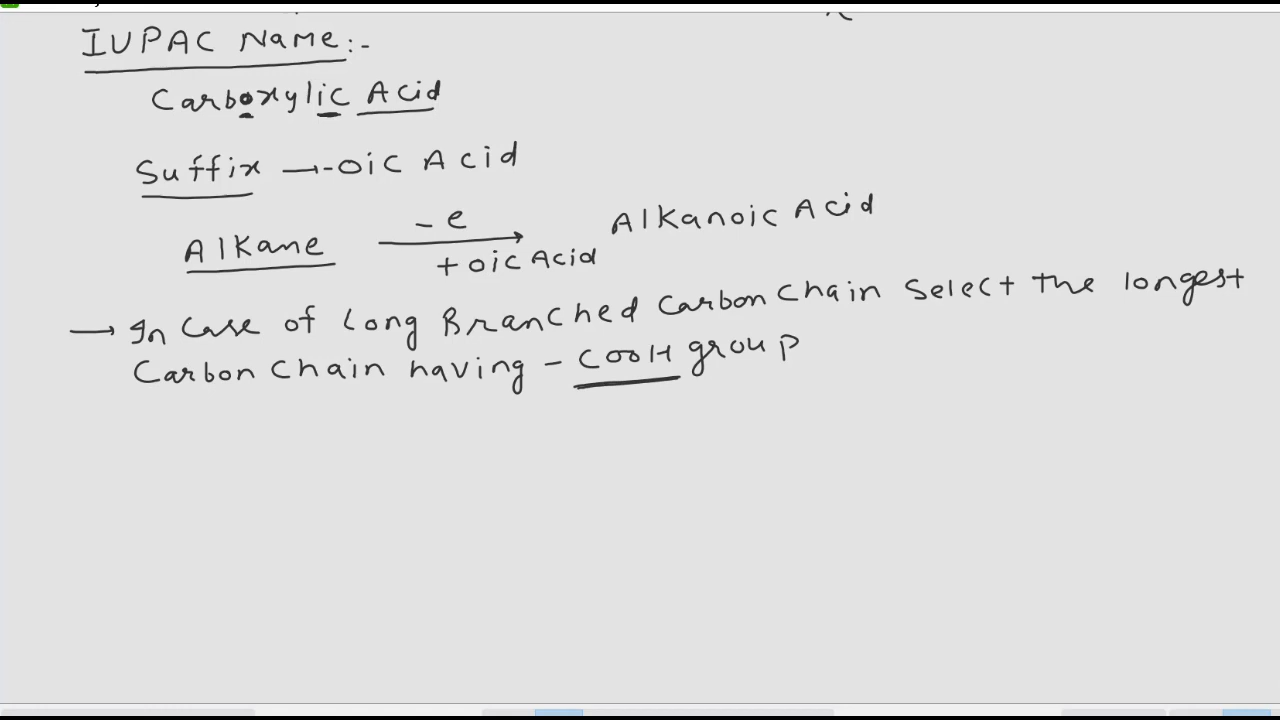 IUPAC Name:-
Carboxylic Acid
Suffix → -oic Acid
Alkane -e → + oic Acid Alkanoic Acid
→ In Case of Long Branched Carbon Chain Select the longest
Carbon Chain having - COOH group